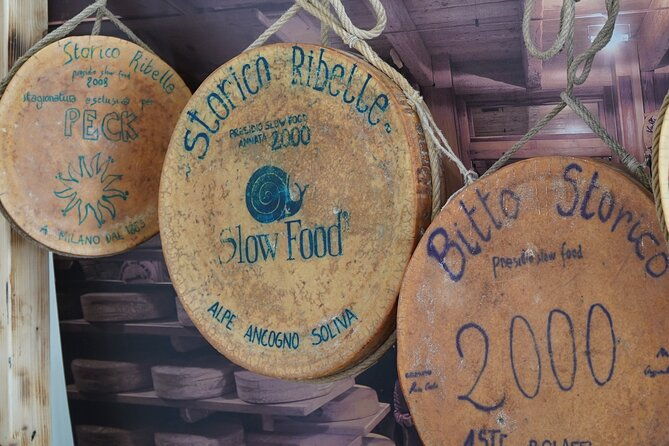 Storico Ribelle
presidio slow food
2008
stagionatura esclusiva per
PECK
A MILANO DAL 1883
Storico Ribelle
PRESIDIO SLOW FOOD
ANNATA 2000
Slow Food®
ALPE ANCOGNO SOLIVA
Bitto Storico
presidio slow food
2000